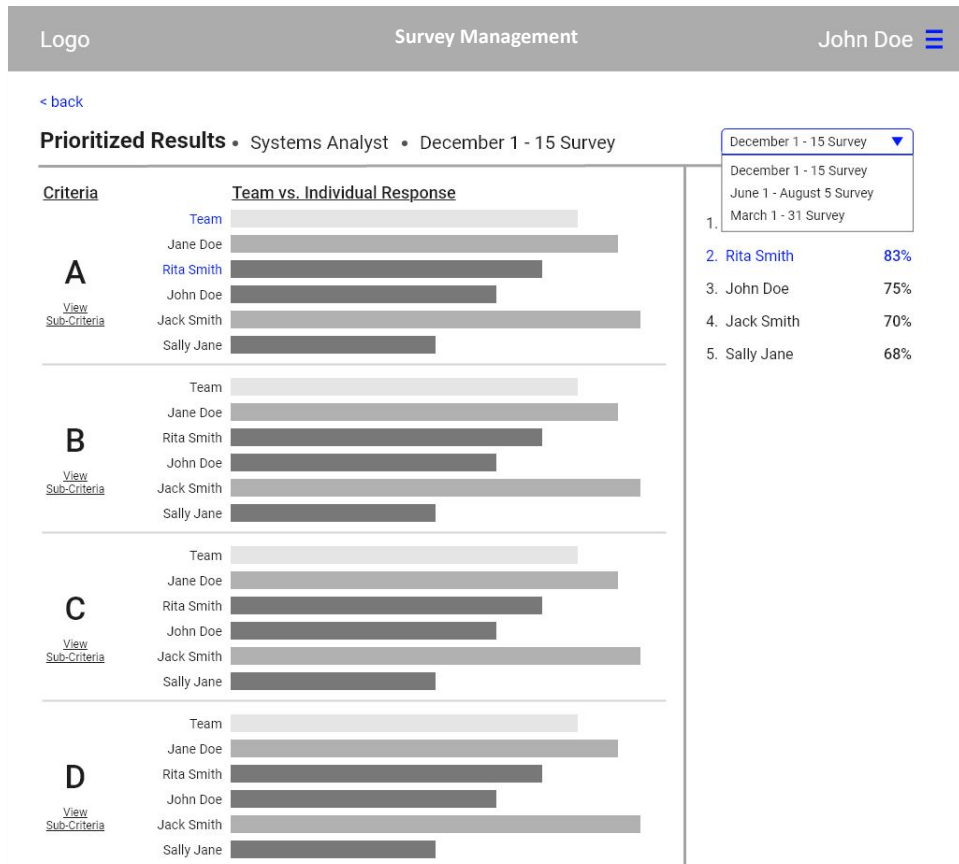 Logo
Survey Management
John Doe
< back
Prioritized Results • Systems Analyst • December 1 - 15 Survey
December 1 - 15 Survey
December 1 - 15 Survey
June 1 - August 5 Survey
March 1 - 31 Survey
Criteria
Team vs. Individual Response
Team
Jane Doe
Rita Smith
John Doe
Jack Smith
Sally Jane
A
View
Sub-Criteria
Team
Jane Doe
Rita Smith
John Doe
Jack Smith
Sally Jane
B
View
Sub-Criteria
Team
Jane Doe
Rita Smith
John Doe
Jack Smith
Sally Jane
C
View
Sub-Criteria
Team
Jane Doe
Rita Smith
John Doe
Jack Smith
Sally Jane
D
View
Sub-Criteria
1.
2. Rita Smith 83%
3. John Doe 75%
4. Jack Smith 70%
5. Sally Jane 68%